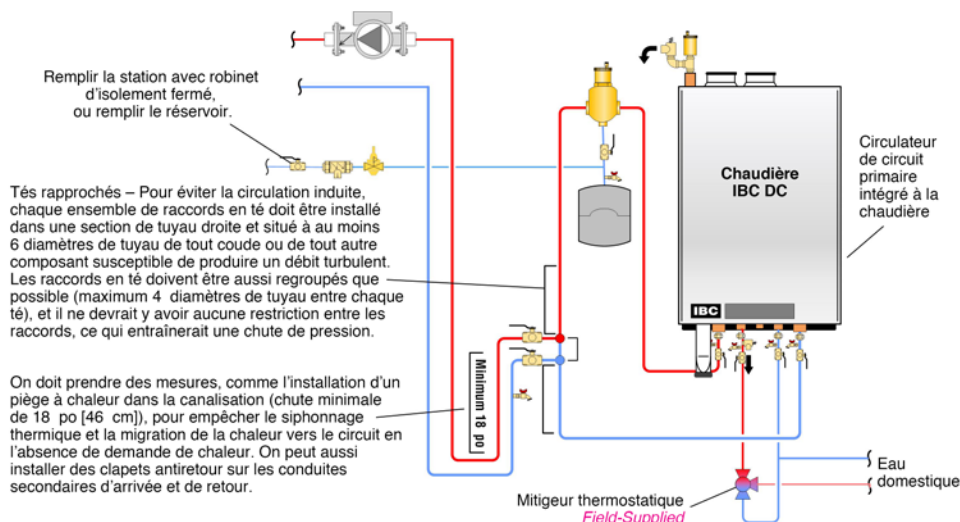 Remplir la station avec robinet
d'isolement fermé,
ou remplir le réservoir.
Chaudière
IBC DC
Circulateur
de circuit
primaire
intégré à la
chaudière
Tés rapprochés – Pour éviter la circulation induite,
chaque ensemble de raccords en té doit être installé
dans une section de tuyau droite et situé à au moins
6 diamètres de tuyau de tout coude ou de tout autre
composant susceptible de produire un débit turbulent.
Les raccords en té doivent être aussi regroupés que
possible (maximum 4 diamètres de tuyau entre chaque
té), et il ne devrait y avoir aucune restriction entre les
raccords, ce qui entraînerait une chute de pression.
IBC
On doit prendre des mesures, comme l'installation d'un
piège à chaleur dans la canalisation (chute minimale
de 18 po [46 cm]), pour empêcher le siphonnage
thermique et la migration de la chaleur vers le circuit en
l'absence de demande de chaleur. On peut aussi
installer des clapets antiretour sur les conduites
secondaires d'arrivée et de retour.
Minimum 18 po
Eau
domestique
Mitigeur thermostatique
Field-Supplied